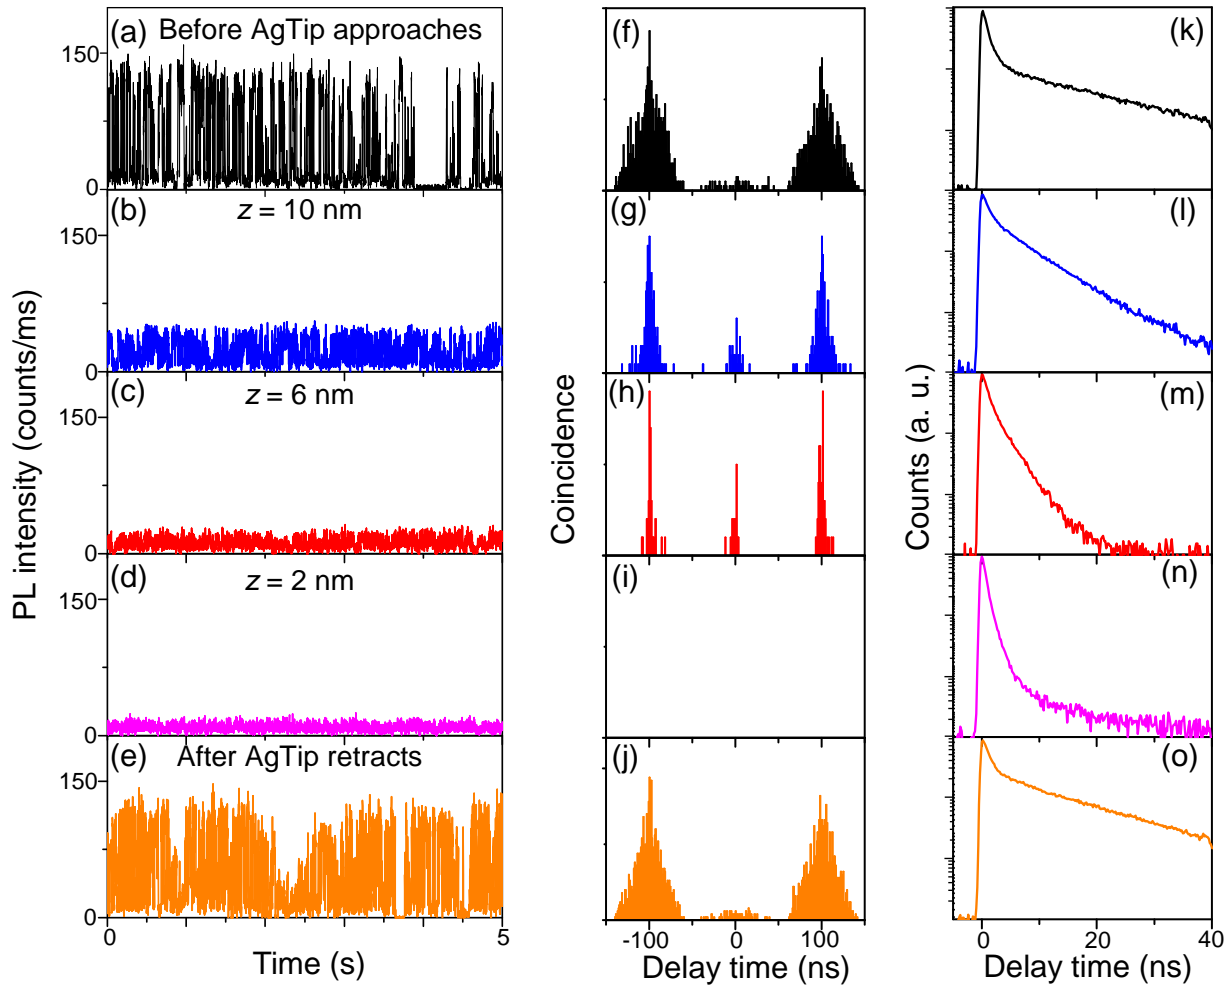 (a) Before AgTip approaches
150
0
(b) z = 10 nm
150
0
(c) z = 6 nm
150
0
(d) z = 2 nm
150
0
(e) After AgTip retracts
150
0
0 5
Time (s)
PL intensity (counts/ms)
(f)
(g)
(h)
(i)
(j)
-100 0 100
Delay time (ns)
Coincidence
(k)
(l)
(m)
(n)
(o)
0 20 40
Delay time (ns)
Counts (a. u.)